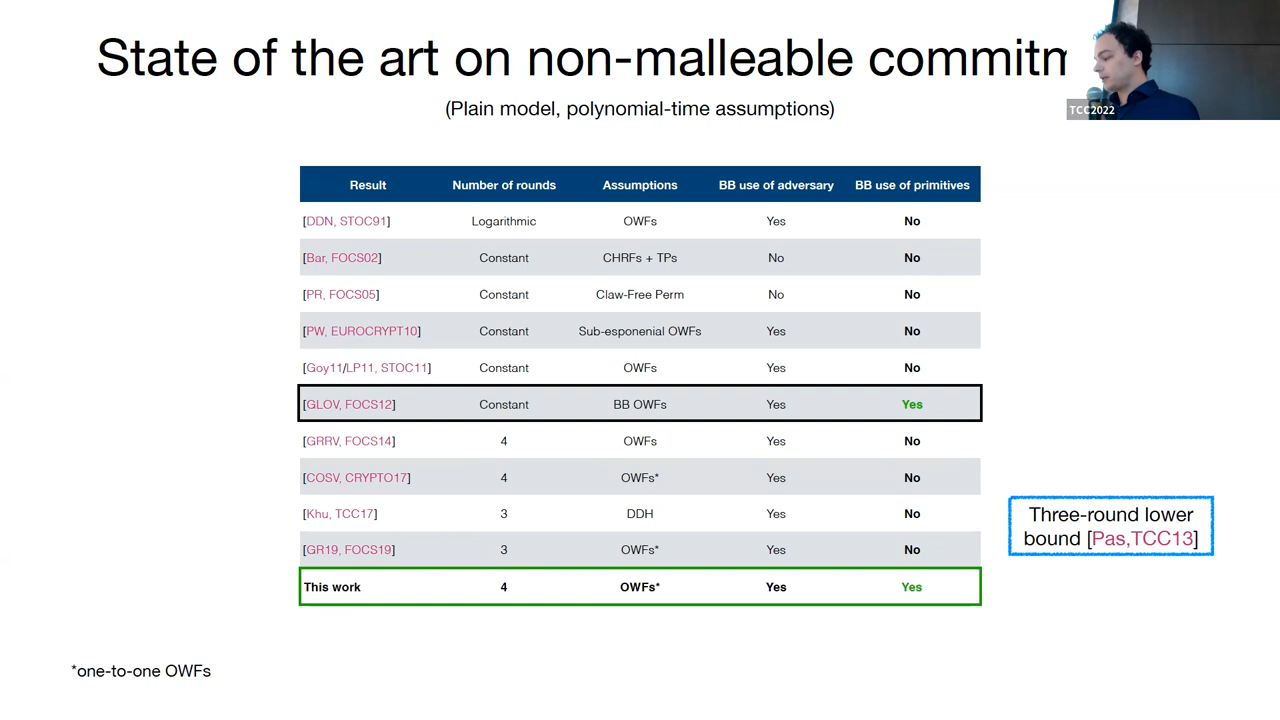 State of the art on non-malleable commitm
TCC2022
(Plain model, polynomial-time assumptions)
Result Number of rounds Assumptions BB use of adversary BB use of primitives
[DDN, STOC91] Logarithmic OWFs Yes No
[Bar, FOCS02] Constant CHRFs + TPs No No
[PR, FOCS05] Constant Claw-Free Perm No No
[PW, EUROCRYPT10] Constant Sub-esponenial OWFs Yes No
[Goy11/LP11, STOC11] Constant OWFs Yes No
[GLOV, FOCS12] Constant BB OWFs Yes Yes
[GRRV, FOCS14] 4 OWFs Yes No
[COSV, CRYPTO17] 4 OWFs* Yes No
[Khu, TCC17] 3 DDH Yes No
[GR19, FOCS19] 3 OWFs* Yes No
This work 4 OWFs* Yes Yes
Three-round lower
bound [Pas,TCC13]
*one-to-one OWFs